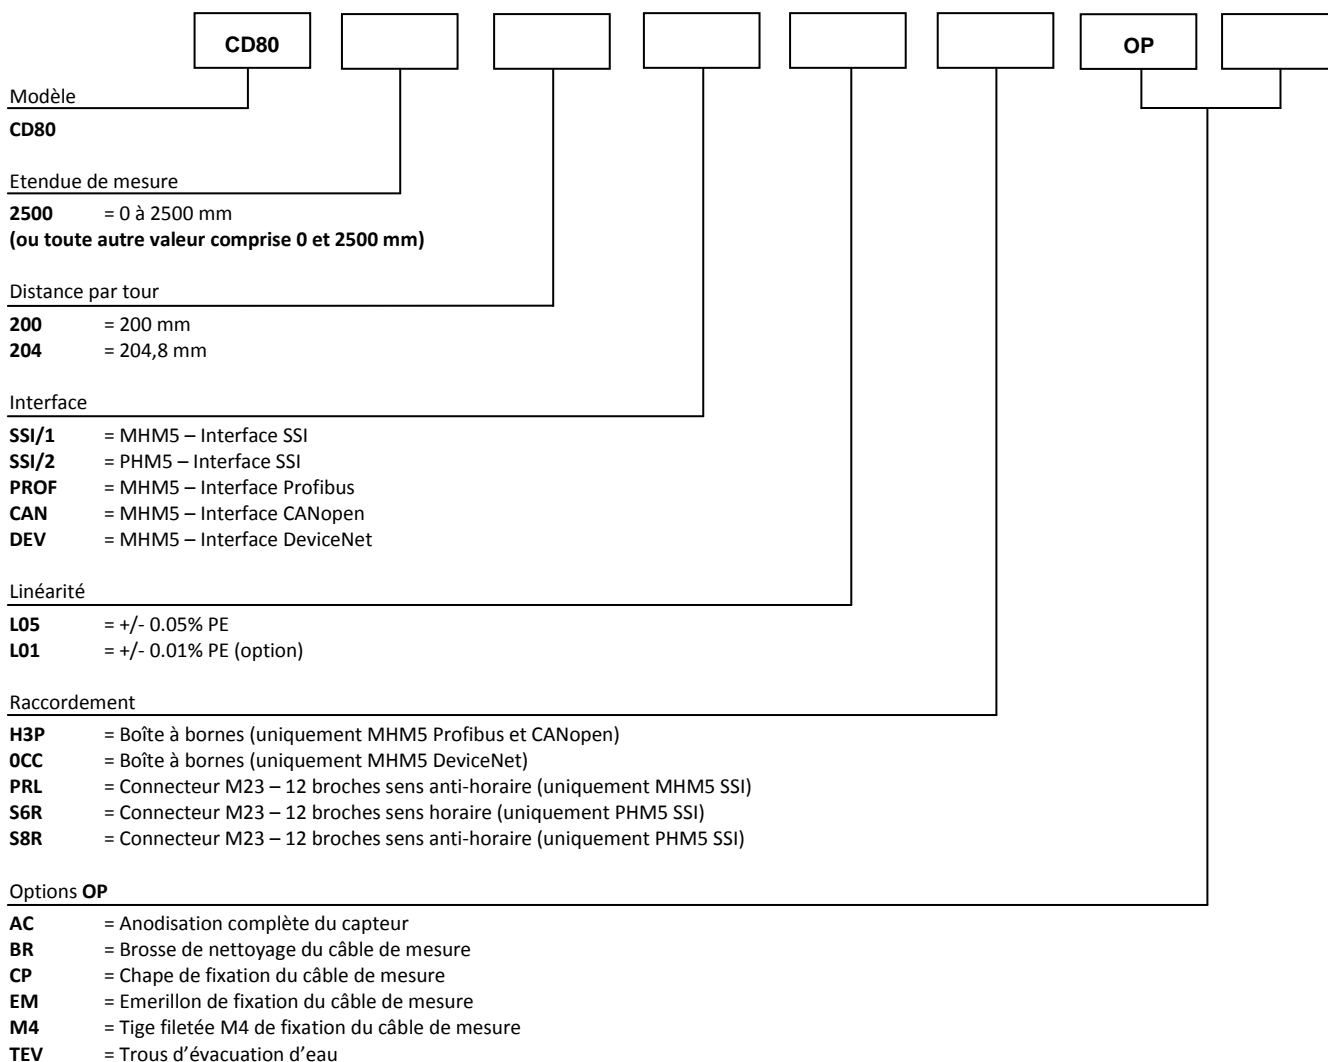 CD80 OP
Modèle
CD80
Etendue de mesure
2500 = 0 à 2500 mm
(ou toute autre valeur comprise 0 et 2500 mm)
Distance par tour
200 = 200 mm
204 = 204,8 mm
Interface
SSI/1 = MHM5 – Interface SSI
SSI/2 = PHM5 – Interface SSI
PROF = MHM5 – Interface Profibus
CAN = MHM5 – Interface CANopen
DEV = MHM5 – Interface DeviceNet
Linéarité
L05 = +/- 0.05% PE
L01 = +/- 0.01% PE (option)
Raccordement
H3P = Boîte à bornes (uniquement MHM5 Profibus et CANopen)
0CC = Boîte à bornes (uniquement MHM5 DeviceNet)
PRL = Connecteur M23 – 12 broches sens anti-horaire (uniquement MHM5 SSI)
S6R = Connecteur M23 – 12 broches sens horaire (uniquement PHM5 SSI)
S8R = Connecteur M23 – 12 broches sens anti-horaire (uniquement PHM5 SSI)
Options OP
AC = Anodisation complète du capteur
BR = Brosse de nettoyage du câble de mesure
CP = Chape de fixation du câble de mesure
EM = Emerillon de fixation du câble de mesure
M4 = Tige filetée M4 de fixation du câble de mesure
TEV = Trous d'évacuation d'eau